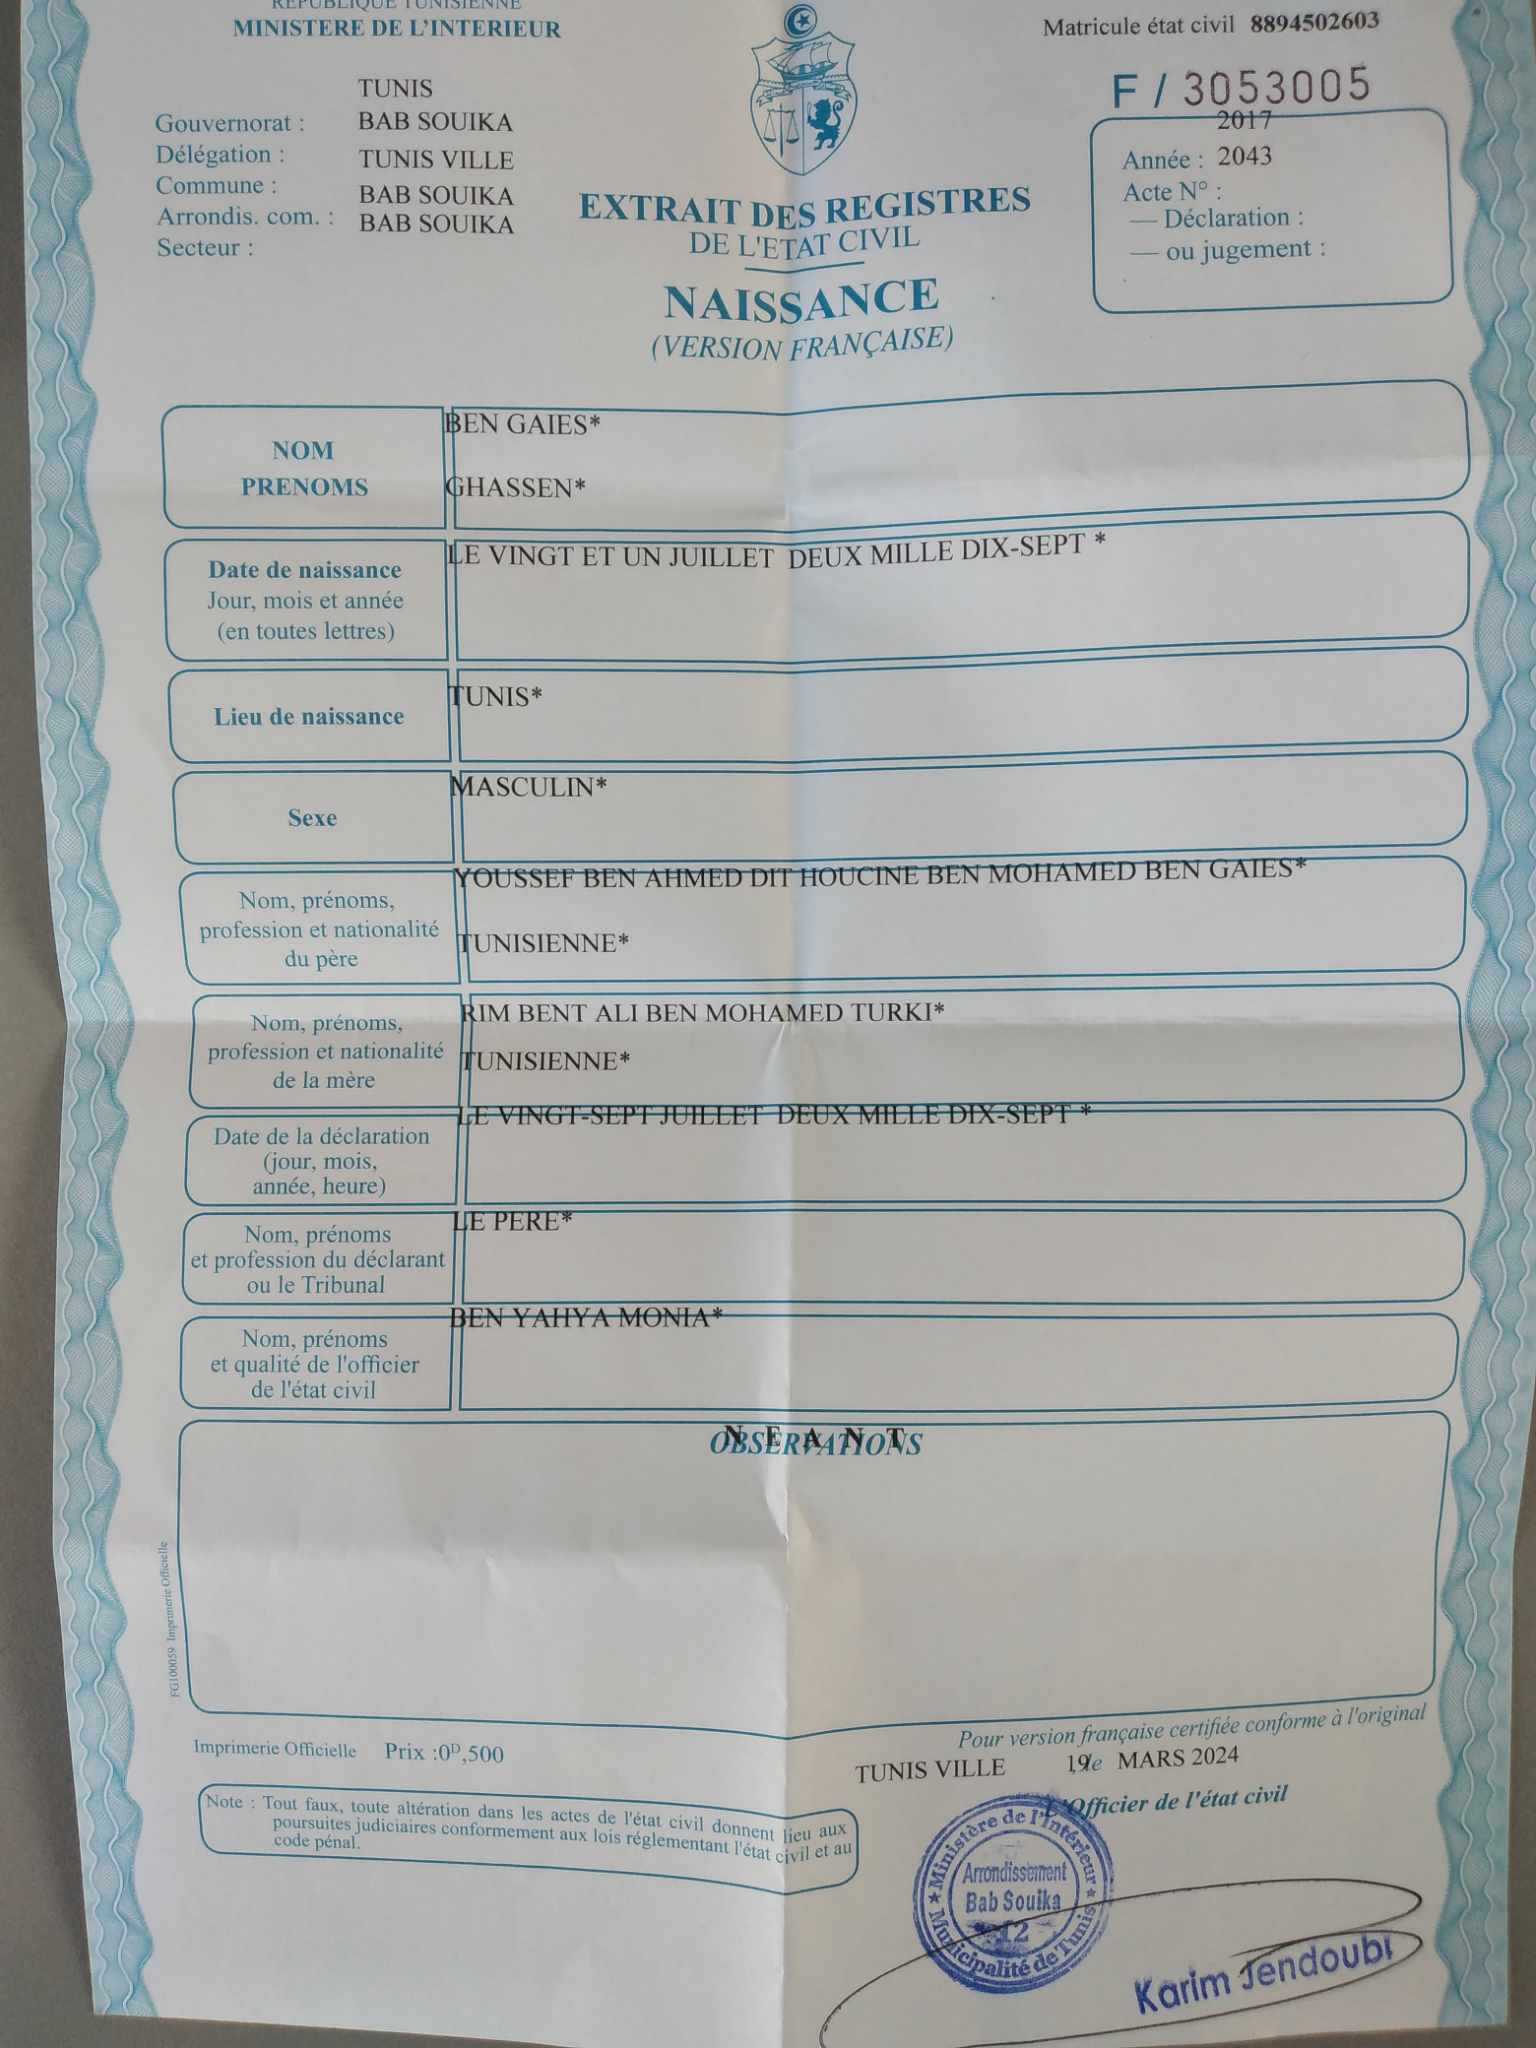 REPUBLIQUE TUNISIENNE
MINISTERE DE L'INTERIEUR
Matricule état civil 8894502603
F / 3053005
TUNIS
Gouvernorat : BAB SOUIKA
Délégation : TUNIS VILLE
Commune : BAB SOUIKA
Arrondis. com. : BAB SOUIKA
Secteur :
2017
Année : 2043
Acte N° :
— Déclaration :
— ou jugement :
EXTRAIT DES REGISTRES
DE L'ETAT CIVIL
NAISSANCE
(VERSION FRANÇAISE)
NOM
PRENOMS
BEN GAIES*
GHASSEN*
Date de naissance
Jour, mois et année
(en toutes lettres)
LE VINGT ET UN JUILLET DEUX MILLE DIX-SEPT *
Lieu de naissance
TUNIS*
Sexe
MASCULIN*
Nom, prénoms,
profession et nationalité
du père
YOUSSEF BEN AHMED DIT HOUCINE BEN MOHAMED BEN GAIES*
TUNISIENNE*
Nom, prénoms,
profession et nationalité
de la mère
RIM BENT ALI BEN MOHAMED TURKI*
TUNISIENNE*
Date de la déclaration
(jour, mois,
année, heure)
LE VINGT-SEPT JUILLET DEUX MILLE DIX-SEPT *
Nom, prénoms
et profession du déclarant
ou le Tribunal
LE PERE*
Nom, prénoms
et qualité de l'officier
de l'état civil
BEN YAHYA MONIA*
N E A N T
OBSERVATIONS
FG100059 Imprimerie Officielle
Imprimerie Officielle Prix :0D,500
Pour version française certifiée conforme à l'original
TUNIS VILLE 19 ,le MARS 2024
L'Officier de l'état civil
Note : Tout faux, toute altération dans les actes de l'état civil donnent lieu aux
poursuites judiciaires conformement aux lois réglementant l'état civil et au
code pénal.
Ministère de l'Intérieur
Arrondissement
Bab Souika
12
Municipalité de Tunis
Karim Jendoubi